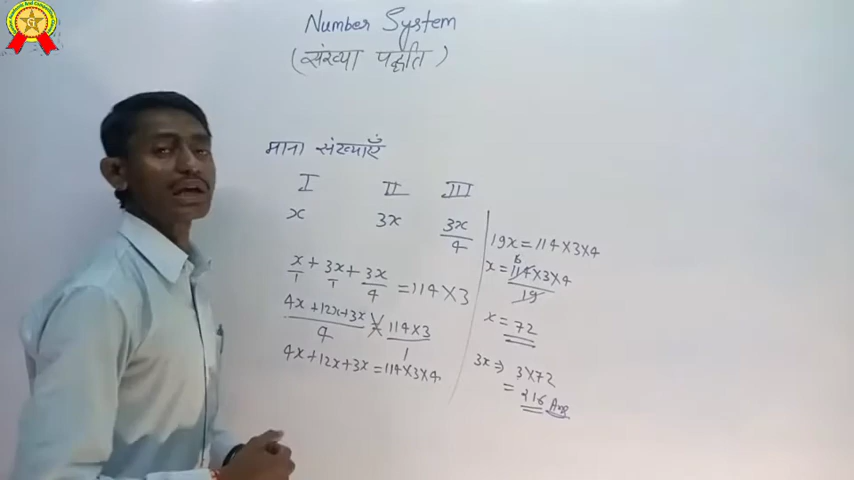 Number System
(संख्या पद्धति)
माना संख्याएँ
I II III
x 3x 3x/4
x/1 + 3x/1 + 3x/4 = 114×3
4x+12x+3x/4 = 114×3/1
4x+12x+3x = 114×3×4
19x = 114×3×4
x = 114×3×4/19
6
x = 72
3x ⇒ 3×72
= 216 Ans